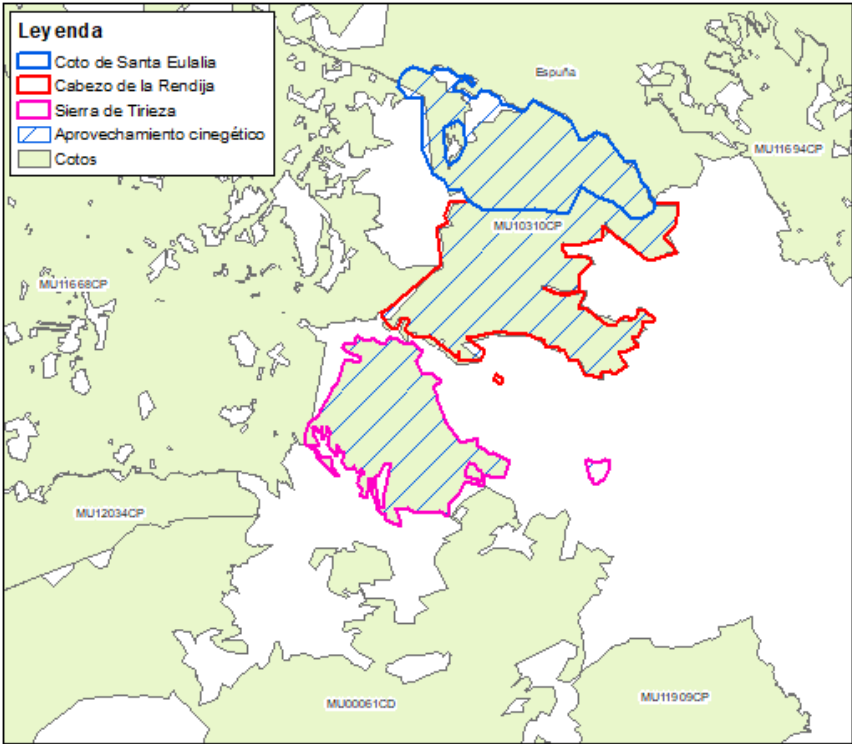 Leyenda
Coto de Santa Eulalia
Cabezo de la Rendija
Sierra de Tirieza
Aprovechamiento cinegético
Cotos
Espuña
MU11694CP
MU10310CP
MU11668CP
MU12034CP
MU00061CD
MU11909CP